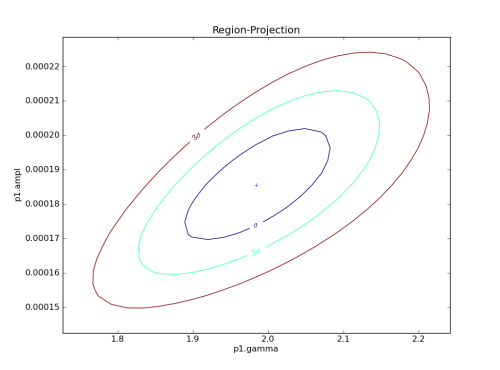 Region-Projection
0.00022
0.00021
0.00020
0.00019
0.00018
0.00017
0.00016
0.00015
p1.ampl
3σ
σ
2σ
1.8 1.9 2.0 2.1 2.2
p1.gamma